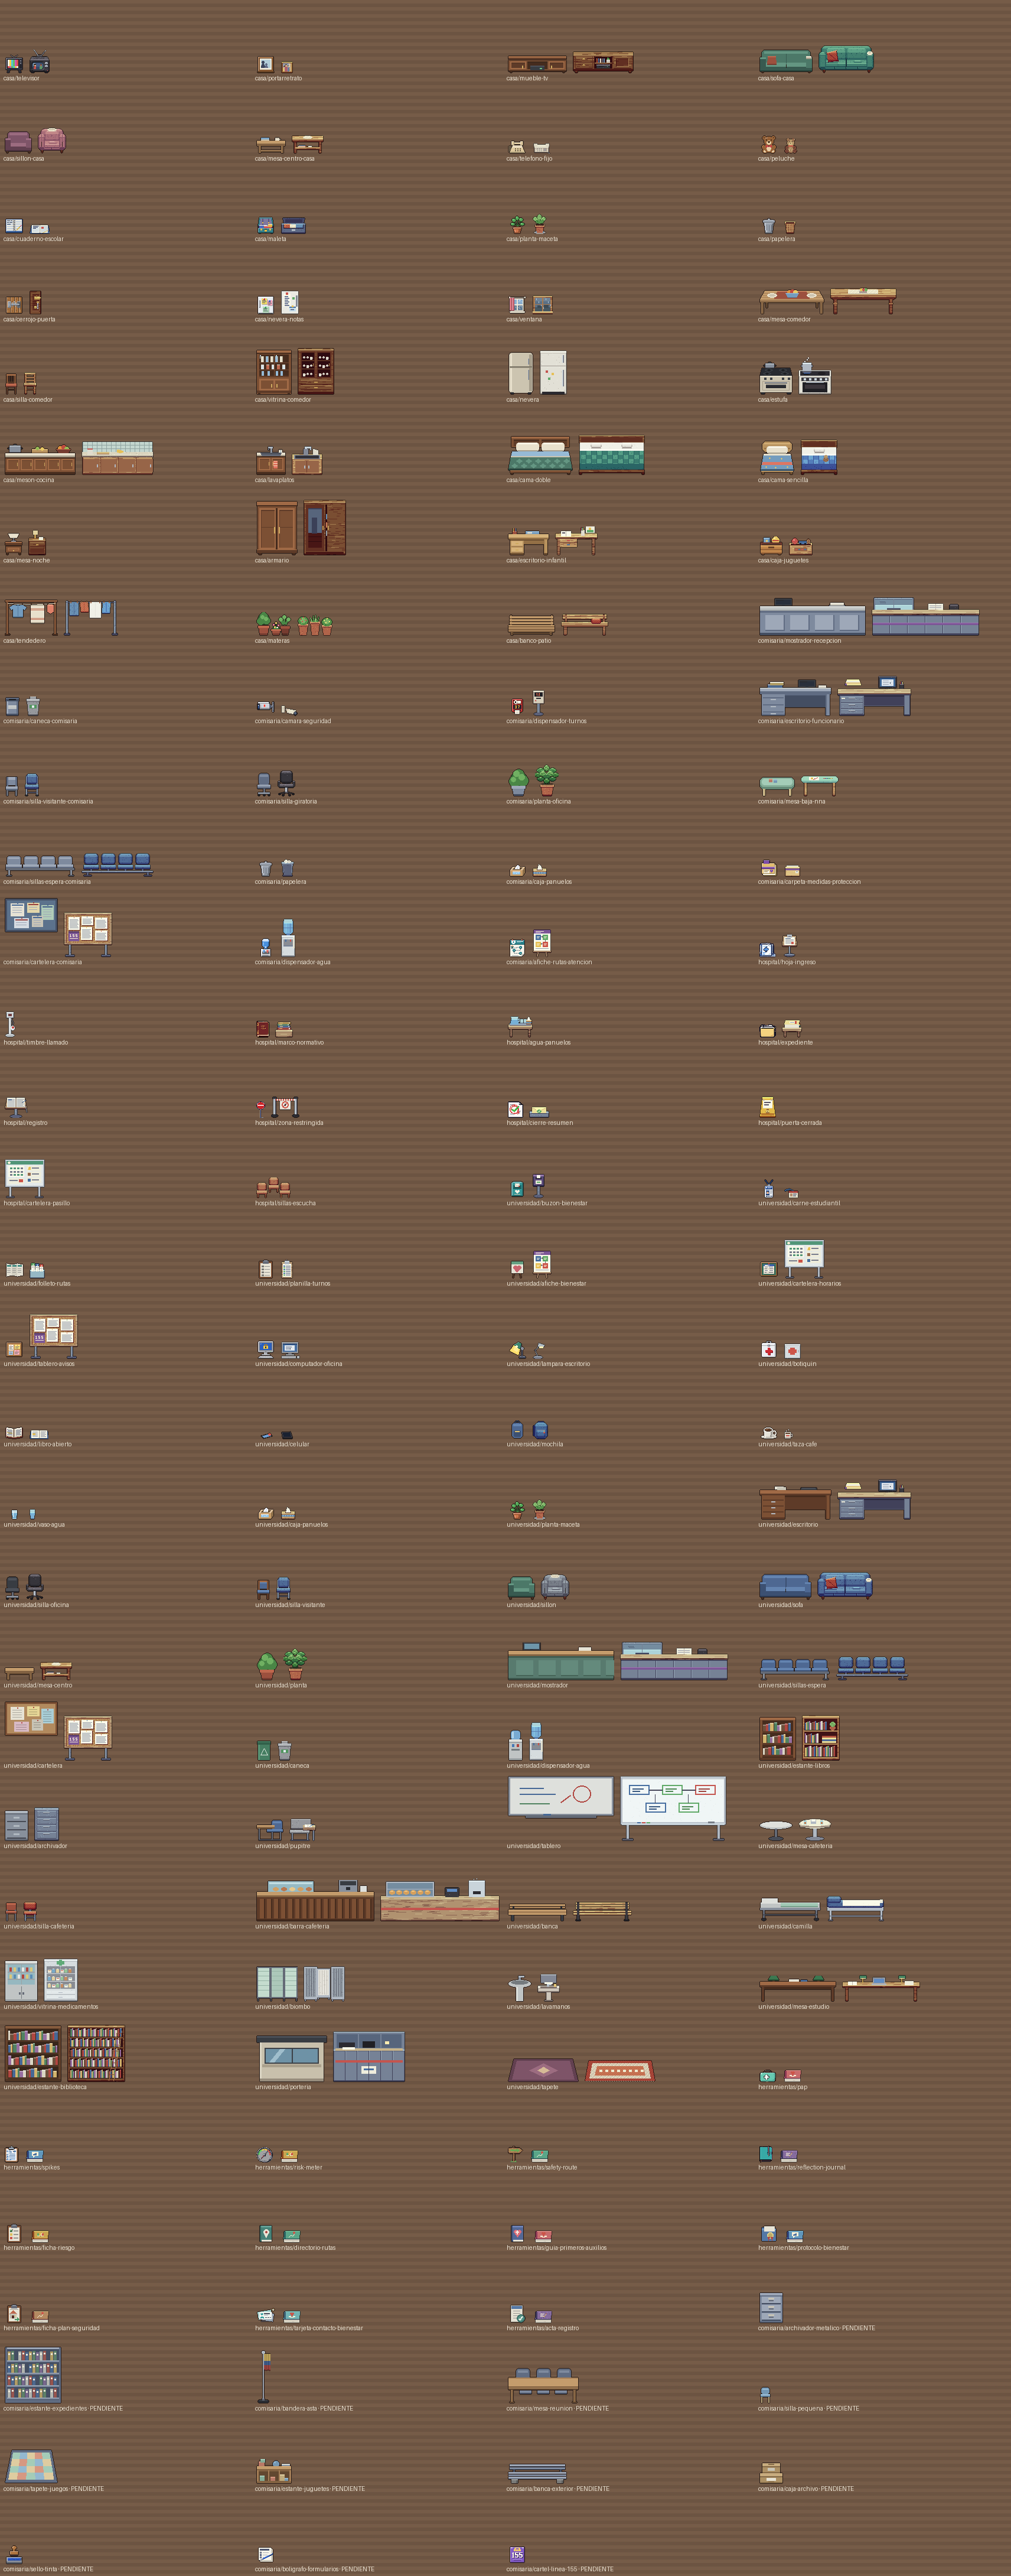 casa/televisor
casa/portarretrato
casa/mueble-tv
casa/sofa-casa
casa/sillon-casa
casa/mesa-centro-casa
casa/telefono-fijo
casa/peluche
casa/cuaderno-escolar
casa/maleta
casa/planta-maceta
casa/papelera
casa/cerrojo-puerta
casa/nevera-notas
casa/ventana
casa/mesa-comedor
casa/silla-comedor
casa/vitrina-comedor
casa/nevera
casa/estufa
casa/meson-cocina
casa/lavaplatos
casa/cama-doble
casa/cama-sencilla
casa/mesa-noche
casa/armario
casa/escritorio-infantil
casa/caja-juguetes
casa/tendedero
casa/materas
casa/banco-patio
comisaria/mostrador-recepcion
comisaria/caneca-comisaria
comisaria/camara-seguridad
comisaria/dispensador-turnos
comisaria/escritorio-funcionario
comisaria/silla-visitante-comisaria
comisaria/silla-giratoria
comisaria/planta-oficina
comisaria/mesa-baja-nna
comisaria/sillas-espera-comisaria
comisaria/papelera
comisaria/caja-panuelos
comisaria/carpeta-medidas-proteccion
comisaria/cartelera-comisaria
comisaria/dispensador-agua
comisaria/afiche-rutas-atencion
hospital/hoja-ingreso
hospital/timbre-llamado
hospital/marco-normativo
hospital/agua-panuelos
hospital/expediente
hospital/registro
hospital/zona-restringida
hospital/cierre-resumen
hospital/puerta-cerrada
hospital/cartelera-pasillo
hospital/sillas-escucha
universidad/buzon-bienestar
universidad/carne-estudiantil
universidad/folleto-rutas
universidad/planilla-turnos
universidad/afiche-bienestar
universidad/cartelera-horarios
universidad/tablero-avisos
universidad/computador-oficina
universidad/lampara-escritorio
universidad/botiquin
universidad/libro-abierto
universidad/celular
universidad/mochila
universidad/taza-cafe
universidad/vaso-agua
universidad/caja-panuelos
universidad/planta-maceta
universidad/escritorio
universidad/silla-oficina
universidad/silla-visitante
universidad/sillon
universidad/sofa
universidad/mesa-centro
universidad/planta
universidad/mostrador
universidad/sillas-espera
universidad/cartelera
universidad/caneca
universidad/dispensador-agua
universidad/estante-libros
universidad/archivador
universidad/pupitre
universidad/tablero
universidad/mesa-cafeteria
universidad/silla-cafeteria
universidad/barra-cafeteria
universidad/banca
universidad/camilla
universidad/vitrina-medicamentos
universidad/biombo
universidad/lavamanos
universidad/mesa-estudio
universidad/estante-biblioteca
universidad/porteria
universidad/tapete
herramientas/pap
herramientas/spikes
herramientas/risk-meter
herramientas/safety-route
herramientas/reflection-journal
herramientas/ficha-riesgo
herramientas/directorio-rutas
herramientas/guia-primeros-auxilios
herramientas/protocolo-bienestar
herramientas/ficha-plan-seguridad
herramientas/tarjeta-contacto-bienestar
herramientas/acta-registro
comisaria/archivador-metalico · PENDIENTE
comisaria/estante-expedientes · PENDIENTE
comisaria/bandera-asta · PENDIENTE
comisaria/mesa-reunion · PENDIENTE
comisaria/silla-pequena · PENDIENTE
comisaria/tapete-juegos · PENDIENTE
comisaria/estante-juguetes · PENDIENTE
comisaria/banca-exterior · PENDIENTE
comisaria/caja-archivo · PENDIENTE
155
comisaria/sello-tinta · PENDIENTE
comisaria/boligrafo-formularios · PENDIENTE
comisaria/cartel-linea-155 · PENDIENTE